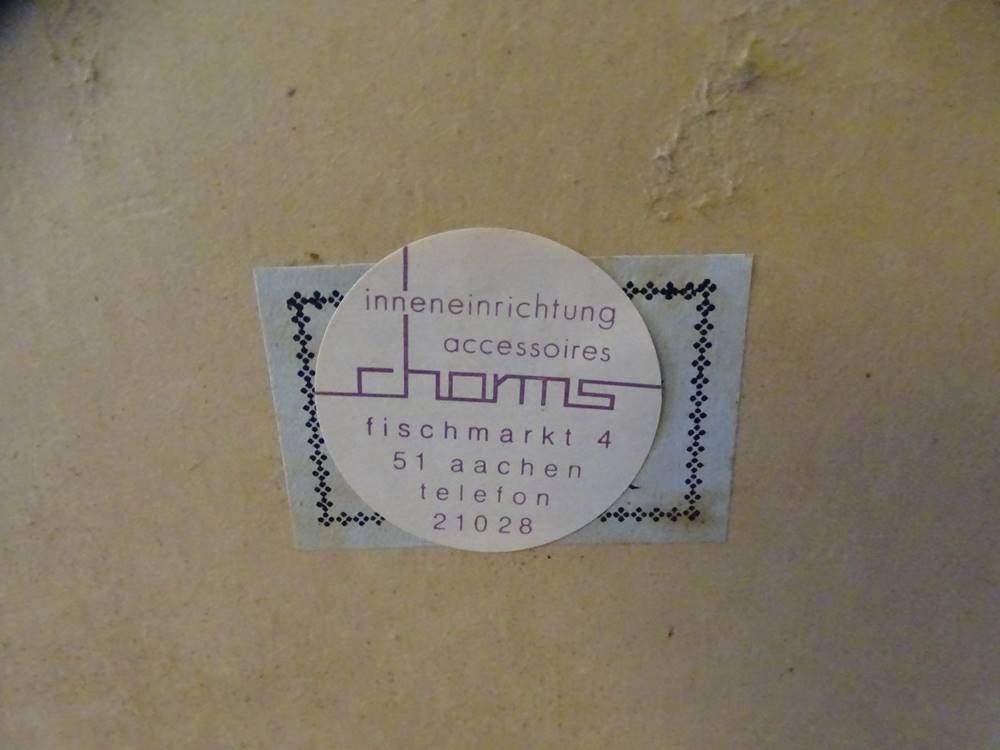 inneneinrichtung
accessoires
charms
fischmarkt 4
51 aachen
telefon
21028